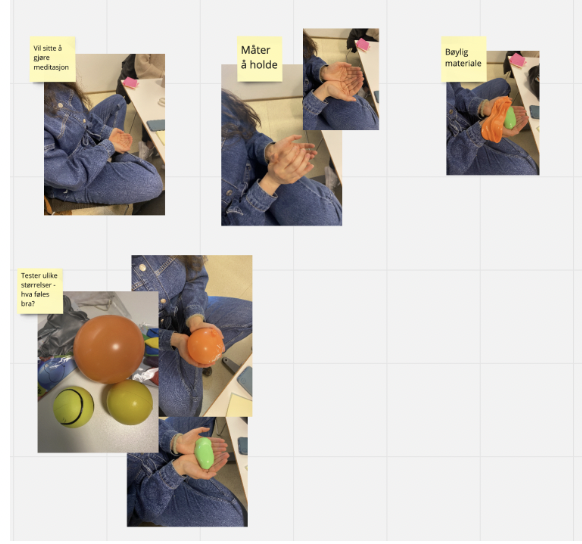 Vil sitte å
gjøre
meditasjon
Måter
å holde
Bøylig
materiale
Tester ulike
størrelser -
hva føles
bra?